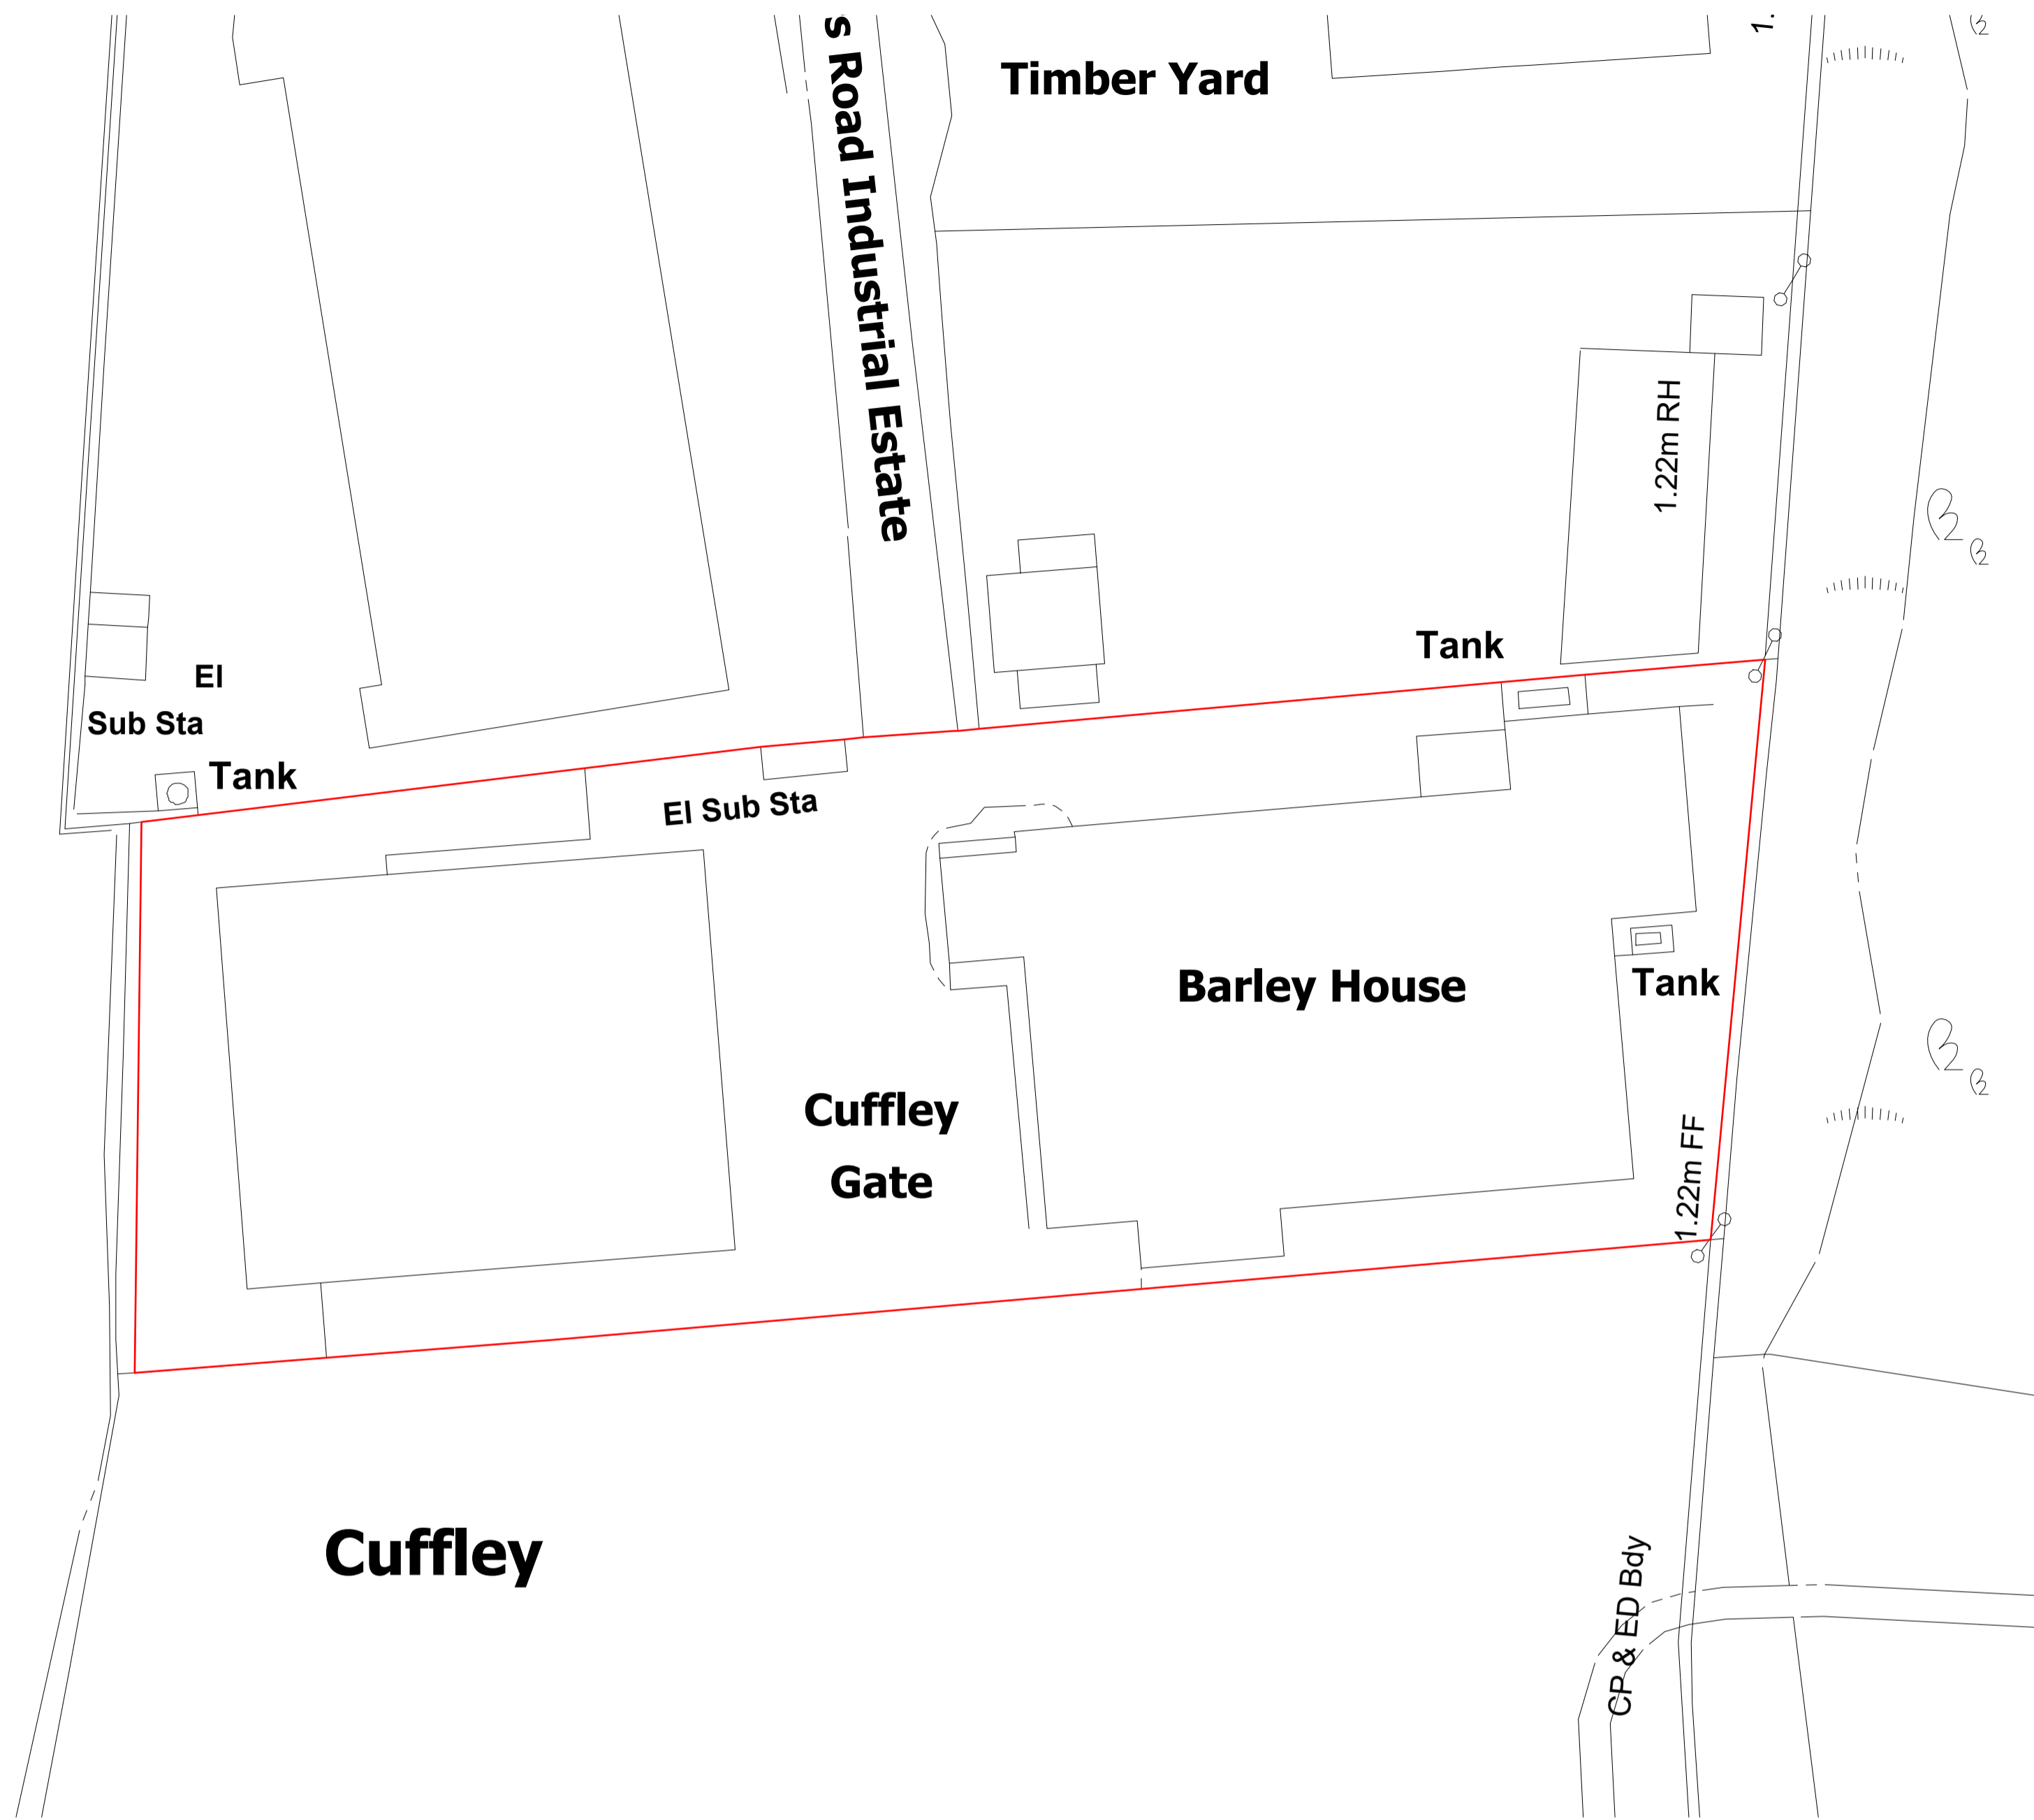 s Road Industrial Estate
Timber Yard
1.22m RH
Tank
El
Sub Sta
Tank
El Sub Sta
Barley House
Tank
Cuffley
Gate
1.22m FF
Cuffley
CP & ED Bdy